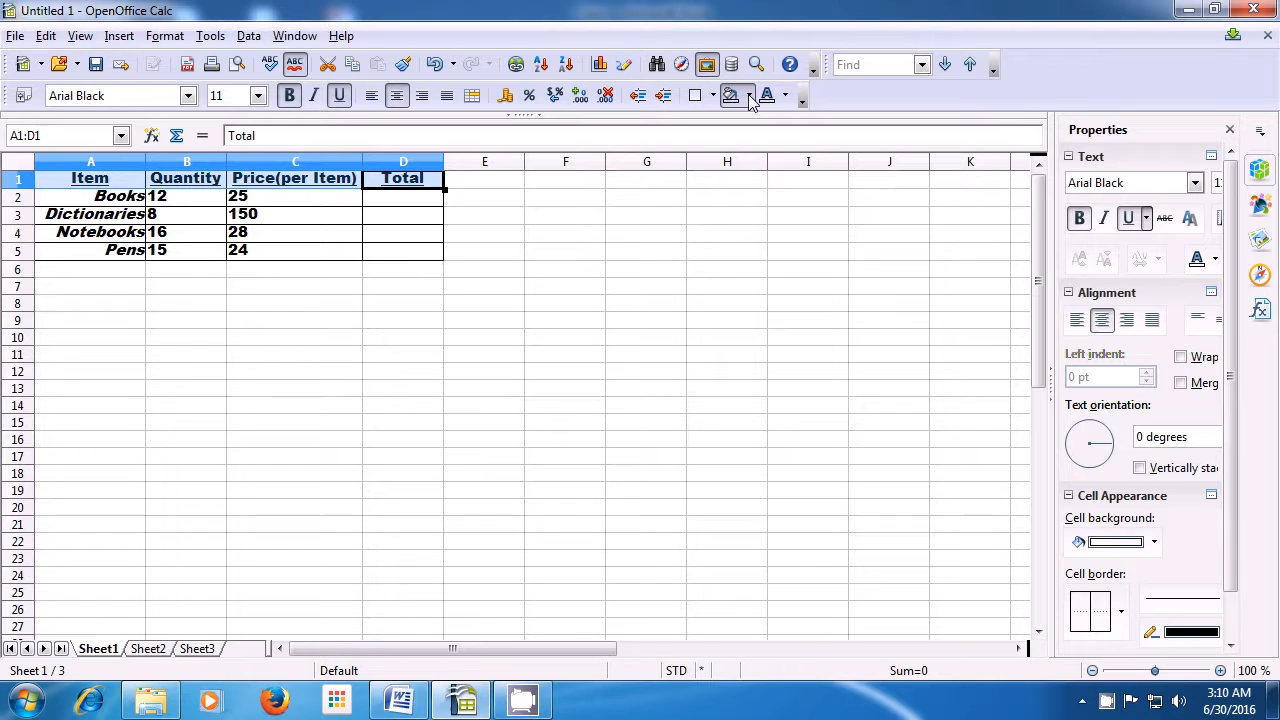 Untitled 1 - OpenOffice Calc
File Edit View Insert Format Tools Data Window Help
Find
Arial Black 11
A1:D1 Total
Properties
A B C D E F G H I J K
1 Item Quantity Price(per Item) Total
2 Books 12 25
3 Dictionaries 8 150
4 Notebooks 16 28
5 Pens 15 24
6
7
8
9
10
11
12
13
14
15
16
17
18
19
20
21
22
23
24
25
26
27
Text
Arial Black
Alignment
Left indent:
Wrap
0 pt
Merg
Text orientation:
0 degrees
Vertically sta
Cell Appearance
Cell background:
Cell border:
Sheet1 Sheet2 Sheet3
Sheet 1 / 3 Default STD * Sum=0 100 %
3:10 AM
6/30/2016